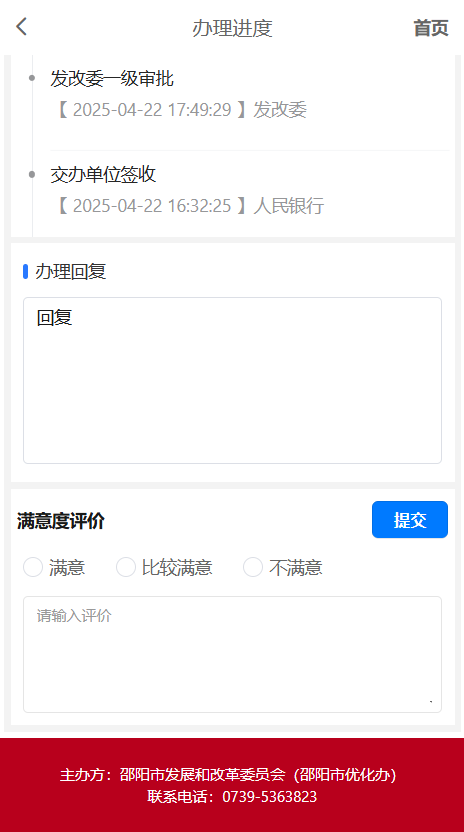 办理进度
首页
发改委一级审批
【 2025-04-22 17:49:29 】发改委
交办单位签收
【 2025-04-22 16:32:25 】人民银行
办理回复
回复
满意度评价
提交
满意
比较满意
不满意
请输入评价
主办方：邵阳市发展和改革委员会（邵阳市优化办）
联系电话：0739-5363823